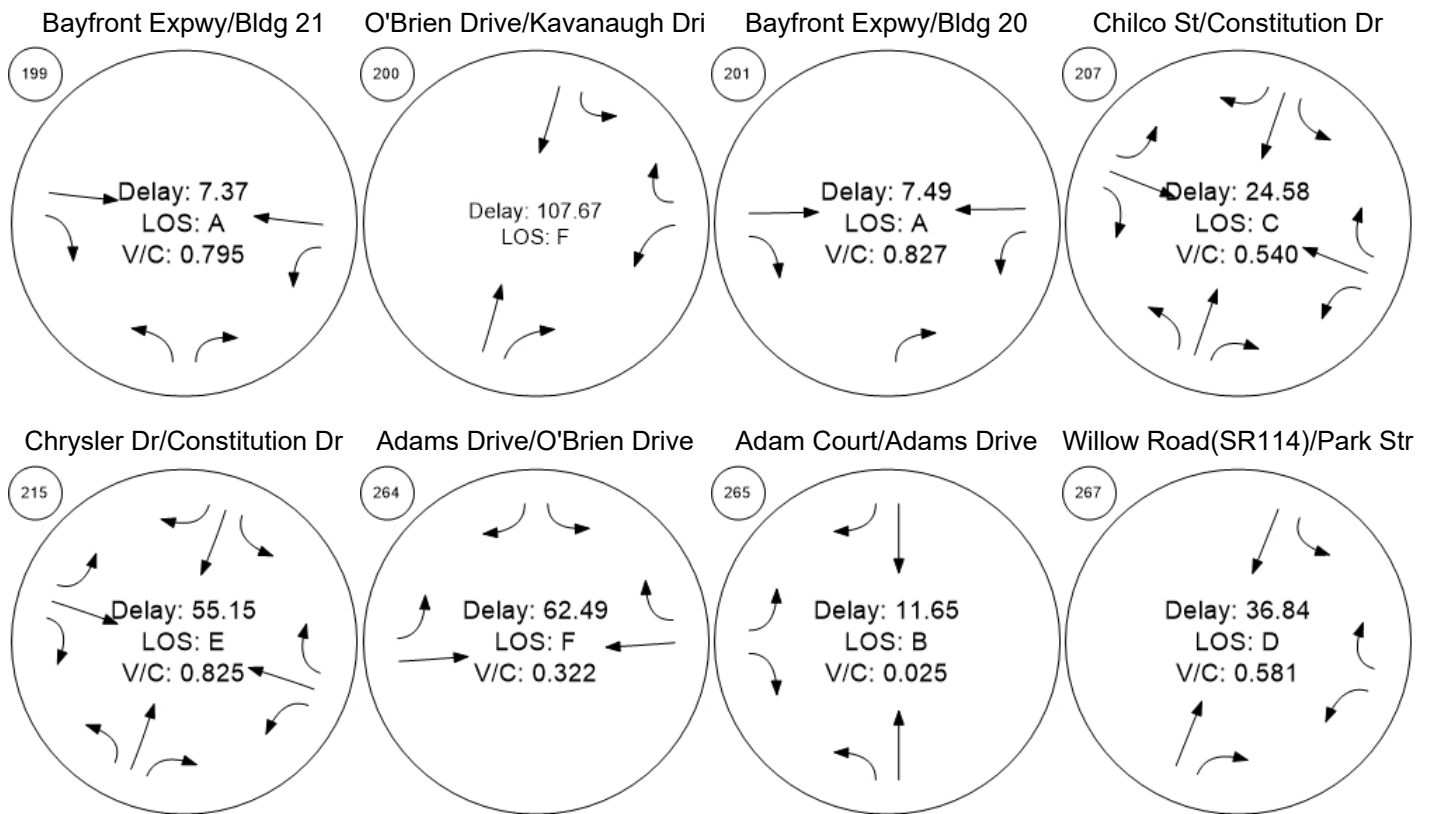 Bayfront Expwy/Bldg 21
199
Delay: 7.37
LOS: A
V/C: 0.795
O'Brien Drive/Kavanaugh Dri
200
Delay: 107.67
LOS: F
Bayfront Expwy/Bldg 20
201
Delay: 7.49
LOS: A
V/C: 0.827
Chilco St/Constitution Dr
207
Delay: 24.58
LOS: C
V/C: 0.540
Chrysler Dr/Constitution Dr
215
Delay: 55.15
LOS: E
V/C: 0.825
Adams Drive/O'Brien Drive
264
Delay: 62.49
LOS: F
V/C: 0.322
Adam Court/Adams Drive
265
Delay: 11.65
LOS: B
V/C: 0.025
Willow Road(SR114)/Park Str
267
Delay: 36.84
LOS: D
V/C: 0.581